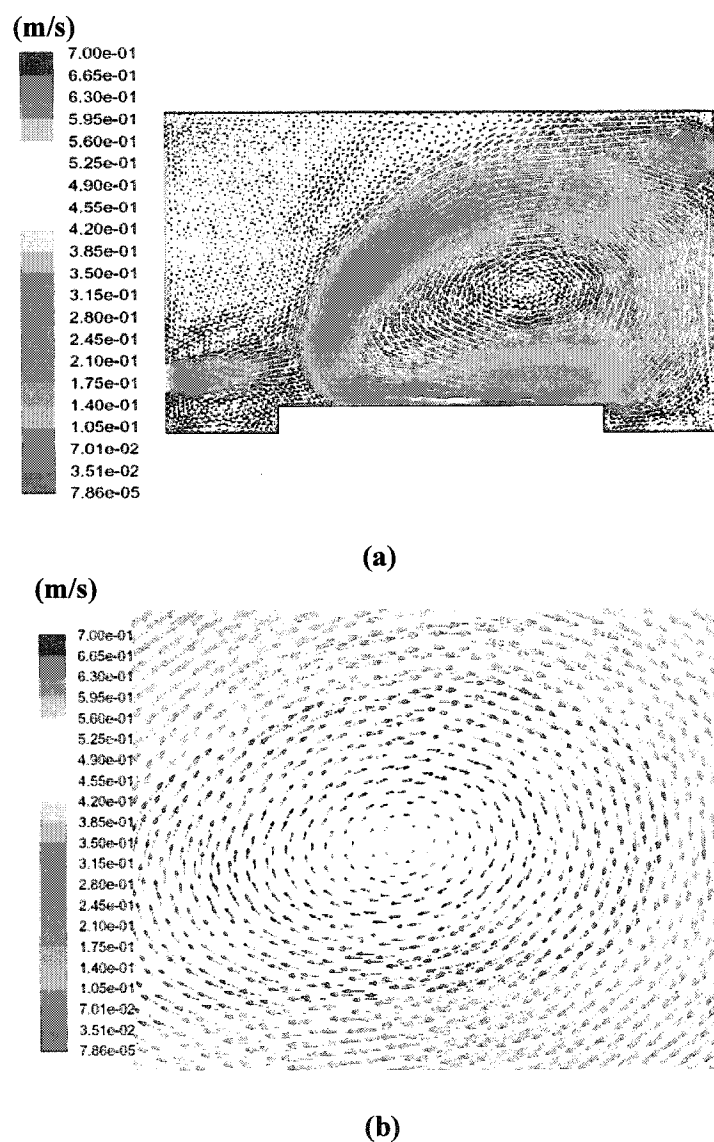 (m/s)
7.00e-01
6.65e-01
6.30e-01
5.95e-01
5.60e-01
5.25e-01
4.90e-01
4.55e-01
4.20e-01
3.85e-01
3.50e-01
3.15e-01
2.80e-01
2.45e-01
2.10e-01
1.75e-01
1.40e-01
1.05e-01
7.01e-02
3.51e-02
7.86e-05
(a)
(m/s)
7.00e-01
6.65e-01
6.30e-01
5.95e-01
5.60e-01
5.25e-01
4.90e-01
4.55e-01
4.20e-01
3.85e-01
3.50e-01
3.15e-01
2.80e-01
2.45e-01
2.10e-01
1.75e-01
1.40e-01
1.05e-01
7.01e-02
3.51e-02
7.86e-05
(b)